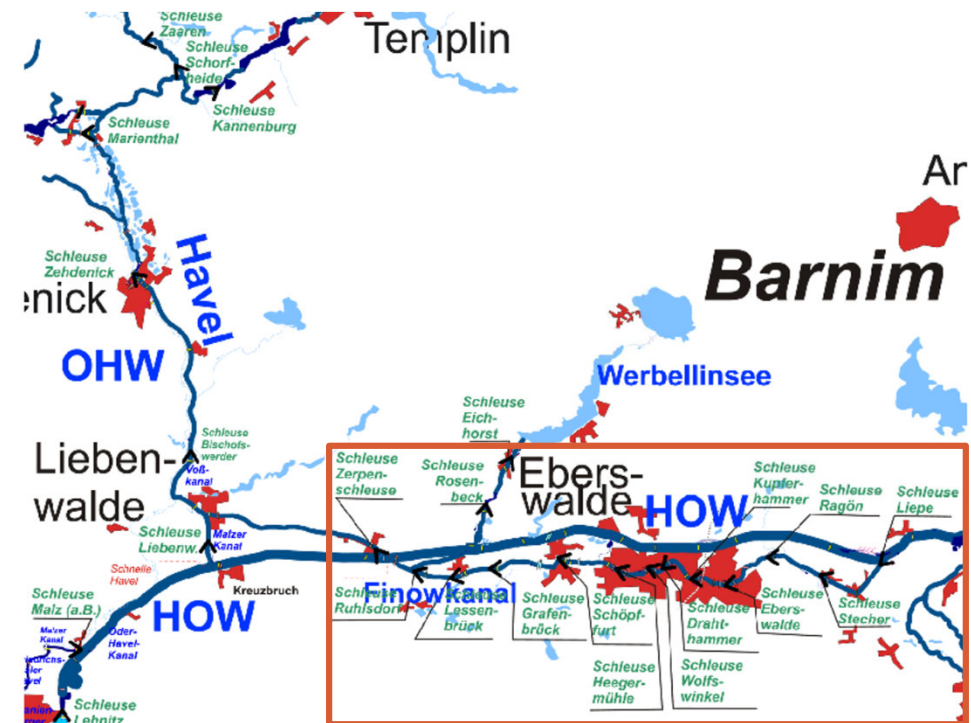 Schleuse
Zaaren
Schleuse
Schorf-
heide
Templin
Schleuse
Kannenburg
Schleuse
Marienthal
Ar
Barnim
Schleuse
Zehdenick
enick
Havel
OHW
Werbellinsee
Schleuse
Eich-
horst
Schleuse
Bischofs-
werder
Lieben-
walde
Voß-
kanal
Schleuse
Liebenw.
Malzer
Kanal
Schnelle
Havel
Kreuzbruch
HOW
Schleuse
Malz (a.B.)
Malzer
Kanal
Oder-
Havel-
Kanal
Schleuse
Lehnitz
Schleuse
Zerpen-
schleuse
Schleuse
Rosen-
beck
Ebers-
walde
HOW
Schleuse
Kupfer-
hammer
Schleuse
Ragön
Schleuse
Liepe
Finowkanal
Schleuse
Ruhlsdorf
Schleuse
Lessen-
brück
Schleuse
Grafen-
brück
Schleuse
Schöpf-
furt
Schleuse
Draht-
hammer
Schleuse
Ebers-
walde
Schleuse
Stecher
Schleuse
Heeger-
mühle
Schleuse
Wolfs-
winkel